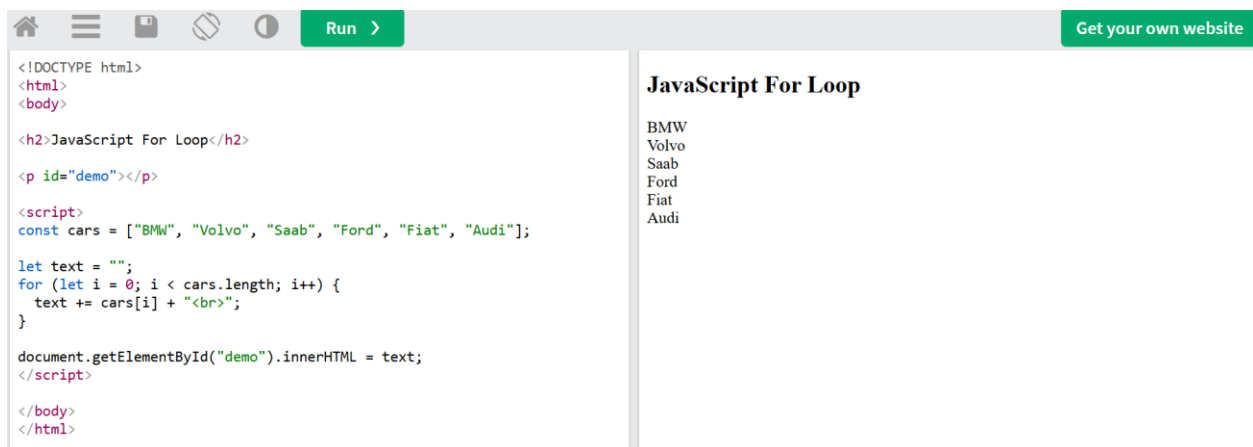 Run ❯
Get your own website
<!DOCTYPE html>
<html>
<body>
<h2>JavaScript For Loop</h2>
<p id="demo"></p>
<script>
const cars = ["BMW", "Volvo", "Saab", "Ford", "Fiat", "Audi"];
let text = "";
for (let i = 0; i < cars.length; i++) {
  text += cars[i] + "<br>";
}
document.getElementById("demo").innerHTML = text;
</script>
</body>
</html>
JavaScript For Loop
BMW
Volvo
Saab
Ford
Fiat
Audi